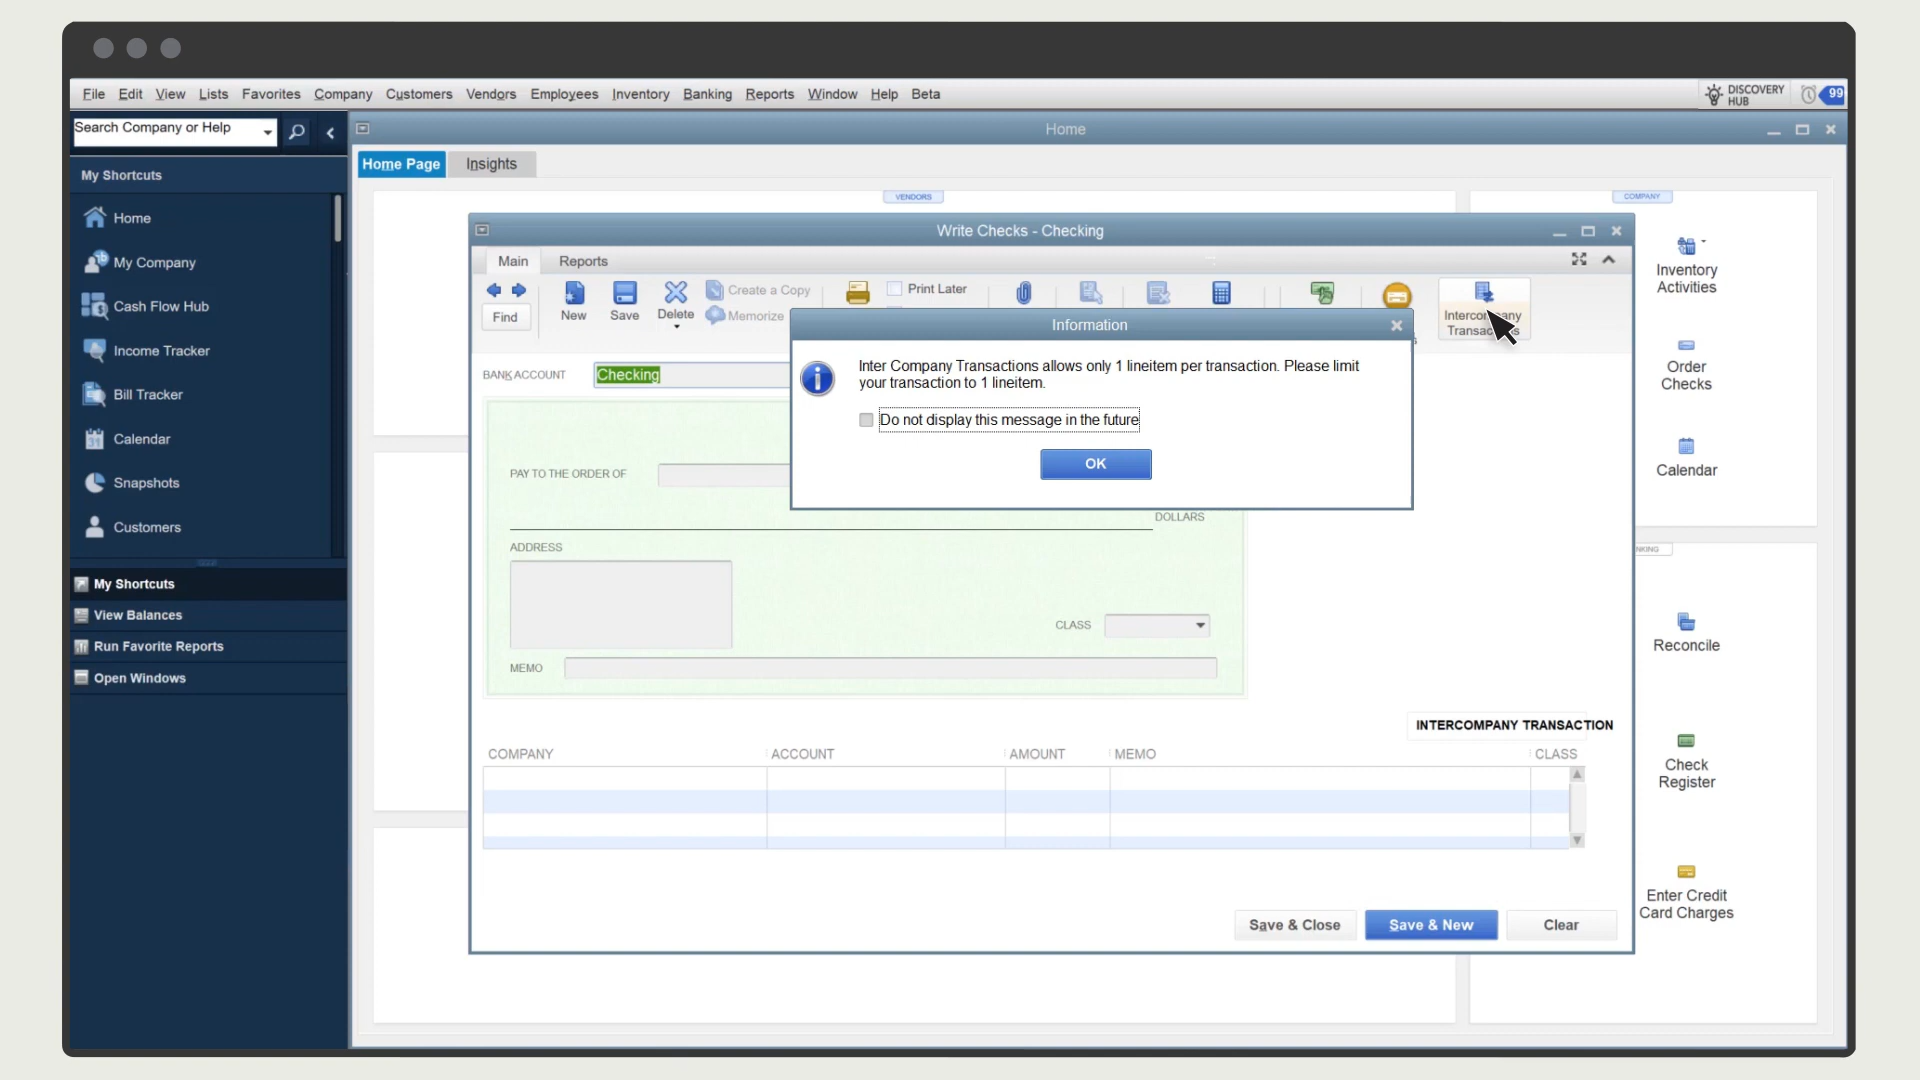 File Edit View Lists Favorites Company Customers Vendors Employees Inventory Banking Reports Window Help Beta
DISCOVERY
HUB
99
Search Company or Help
Home
Home Page
Insights
My Shortcuts
Home
My Company
Cash Flow Hub
Income Tracker
Bill Tracker
31
Calendar
Snapshots
Customers
My Shortcuts
View Balances
Run Favorite Reports
Open Windows
VENDORS
COMPANY
Write Checks - Checking
Main
Reports
Find
New
Save
Delete
Create a Copy
Memorize
Print Later
Intercompany
Transactions
BANK ACCOUNT
Checking
Information
Inter Company Transactions allows only 1 lineitem per transaction. Please limit
your transaction to 1 lineitem.
Do not display this message in the future
OK
PAY TO THE ORDER OF
DOLLARS
ADDRESS
CLASS
MEMO
INTERCOMPANY TRANSACTION
COMPANY ACCOUNT AMOUNT MEMO CLASS
Save & Close
Save & New
Clear
Inventory
Activities
Order
Checks
Calendar
NKING
Reconcile
Check
Register
Enter Credit
Card Charges